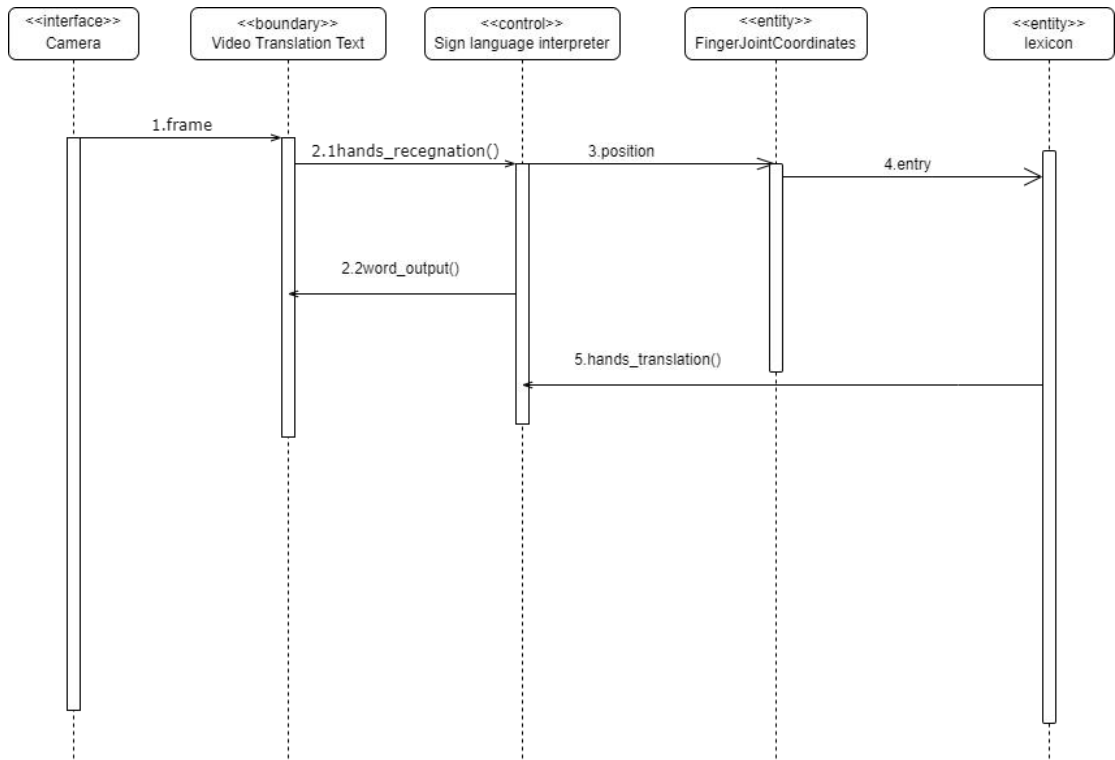 <<interface>>
Camera
<<boundary>>
Video Translation Text
<<control>>
Sign language interpreter
<<entity>>
FingerJointCoordinates
<<entity>>
lexicon
1.frame
2.1hands_recegnation()
3.position
4.entry
2.2word_output()
5.hands_translation()